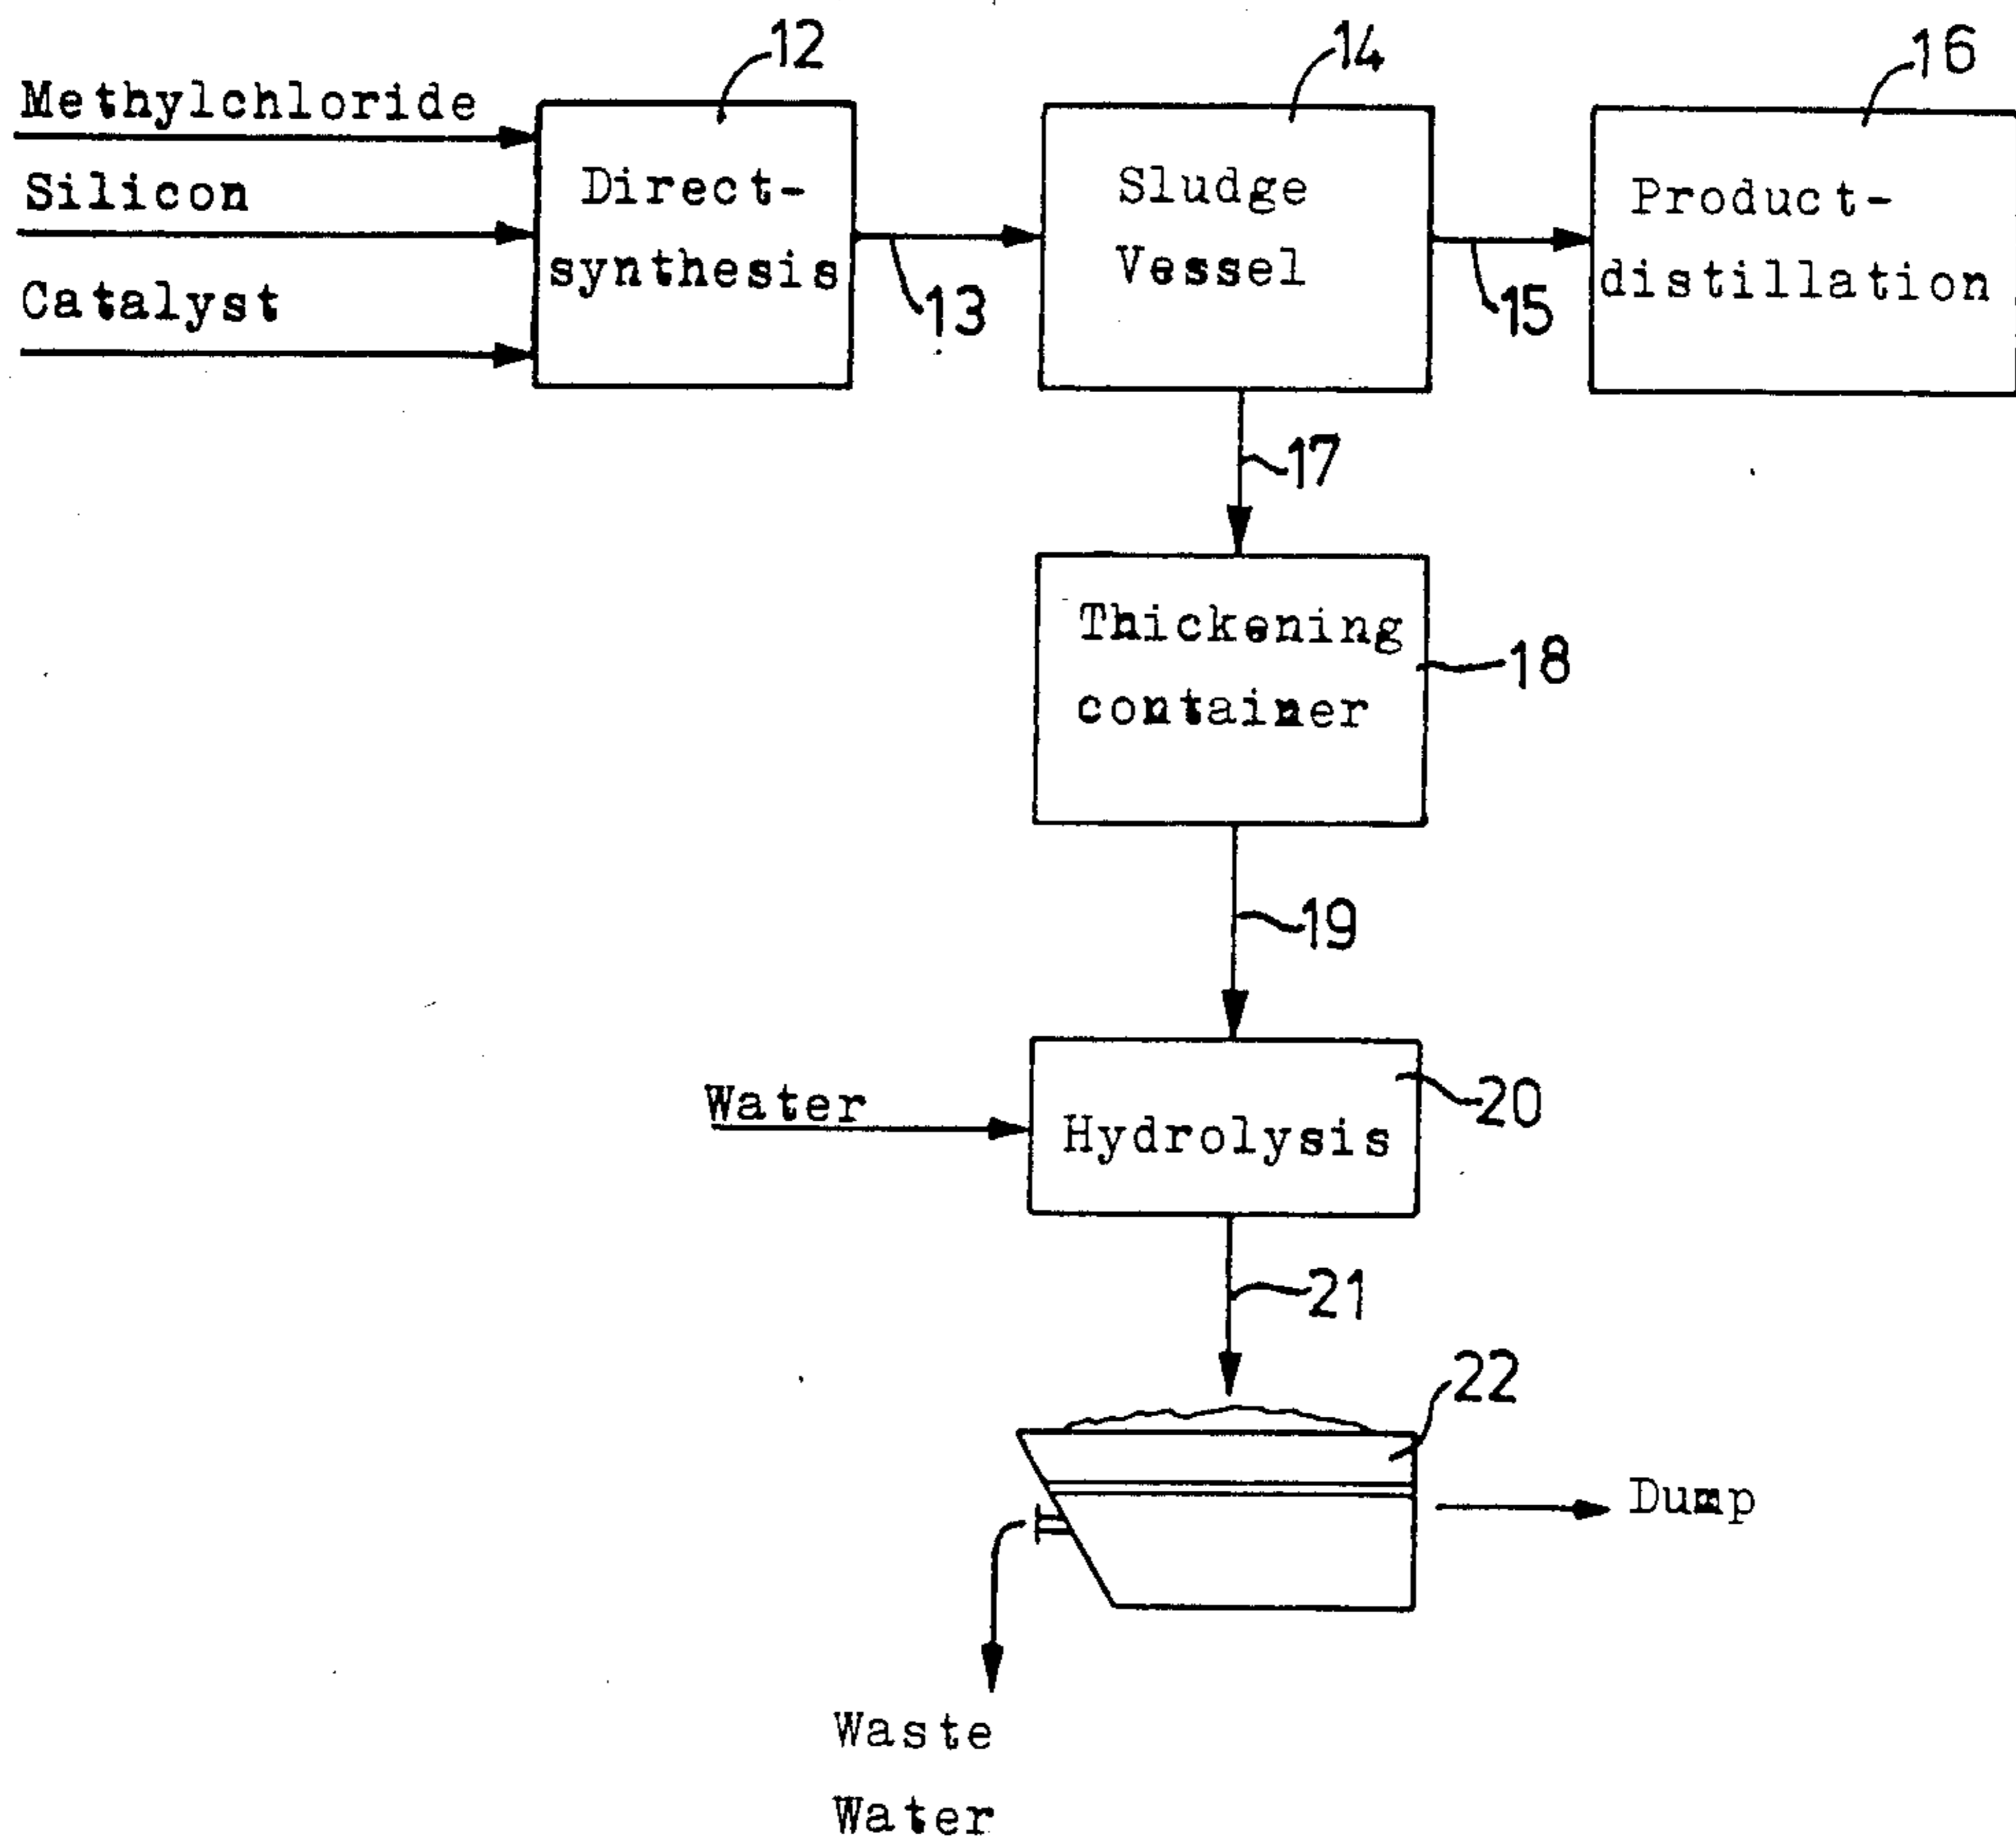 12
14
16
Methylchloride
Silicon
Catalyst
Direct-
synthesis
13
Sludge
Vessel
15
Product-
distillation
17
Thickening
container
18
19
Water
Hydrolysis
20
21
22
Dump
Waste
Water